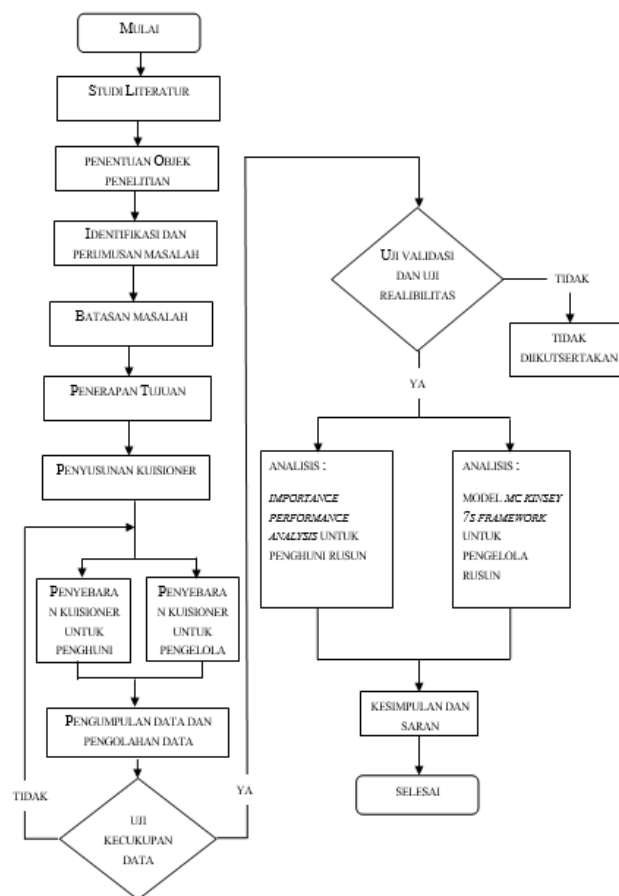 MULAI
STUDI LITERATUR
PENENTUAN OBJEK
PENELITIAN
IDENTIFIKASI DAN
PERUMUSAN MASALAH
BATASAN MASALAH
PENERAPAN TUJUAN
PENYUSUNAN KUISIONER
PENYEBARA
N KUISIONER
UNTUK
PENGHUNI
PENYEBARA
N KUISIONER
UNTUK
PENGELOLA
PENGUMPULAN DATA DAN
PENGOLAHAN DATA
TIDAK
YA
UJI
KECUKUPAN
DATA
UJI VALIDASI
DAN UJI
REALIBILITAS
TIDAK
TIDAK
DIIKUTSERTAKAN
YA
ANALISIS :
IMPORTANCE
PERFORMANCE
ANALYSIS UNTUK
PENGHUNI RUSUN
ANALISIS :
MODEL MC KINSEY
7S FRAMEWORK
UNTUK
PENGELOLA
RUSUN
KESIMPULAN DAN
SARAN
SELESAI